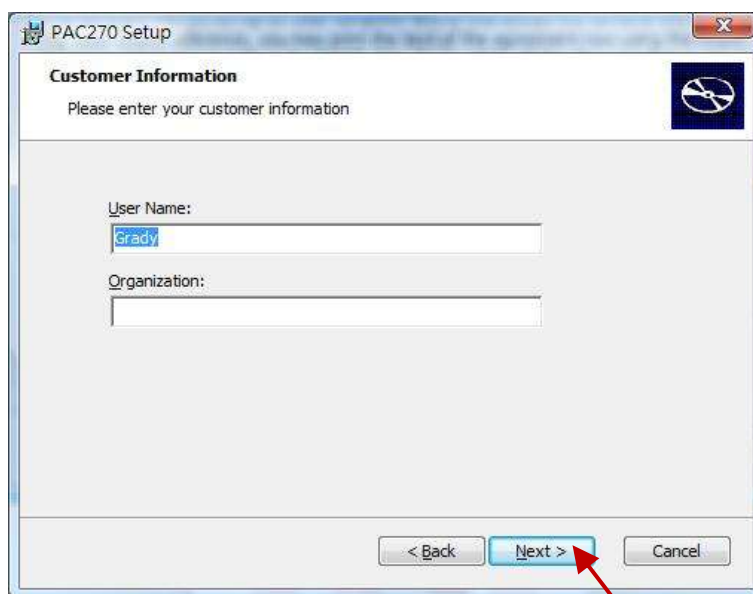 PAC270 Setup
Customer Information
Please enter your customer information
User Name:
Grady
Organization:
< Back
Next >
Cancel